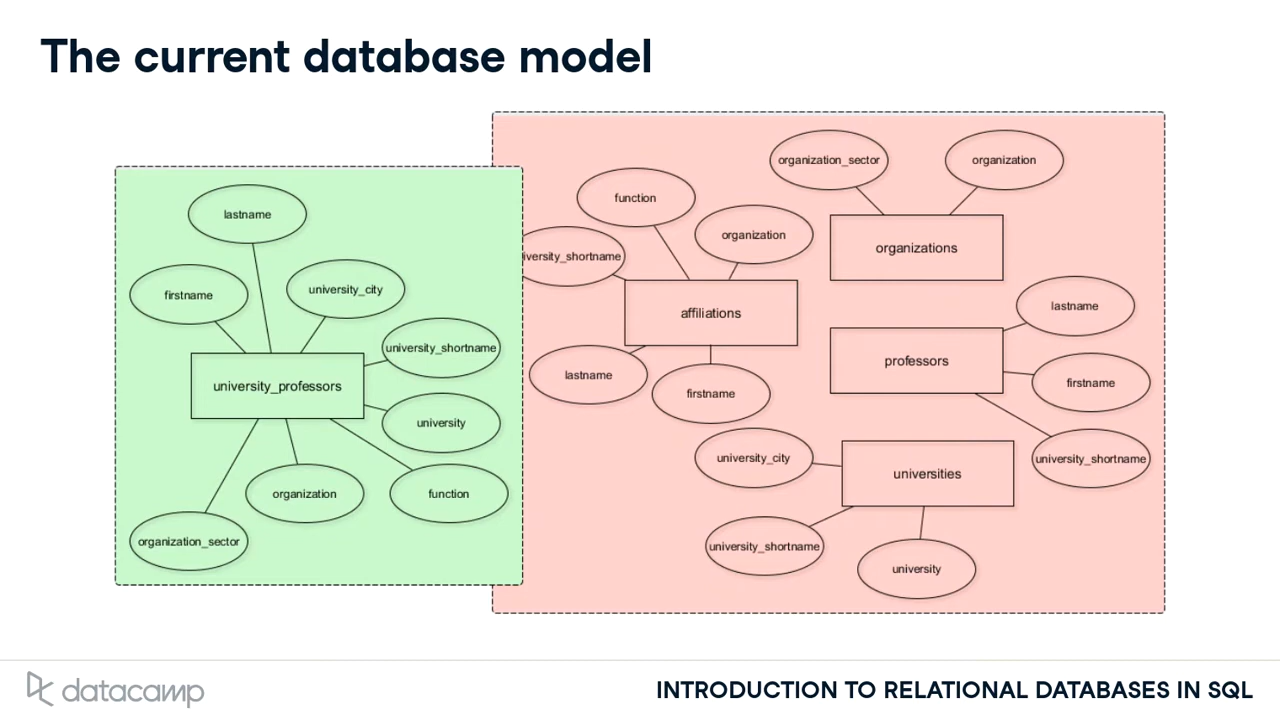 The current database model
lastname
firstname
university_city
university_shortname
university_professors
university
organization
function
organization_sector
organization_sector
organization
function
organization
iversity_shortname
organizations
affiliations
lastname
firstname
lastname
professors
firstname
university_shortname
university_city
universities
university_shortname
university
datacamp
INTRODUCTION TO RELATIONAL DATABASES IN SQL